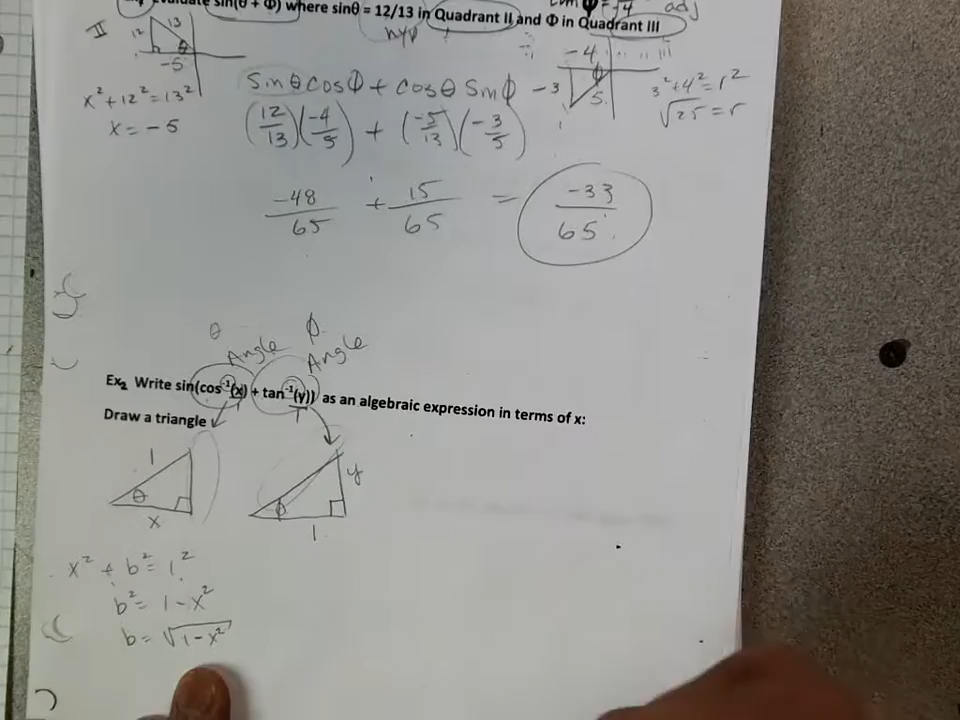 sin(θ + Φ) where sinθ = 12/13 in Quadrant II and Φ in Quadrant III
adj
hyp
II
12
13
θ
-5
x² + 12² = 13²
x = -5
sinθcosϕ + cosθ sinϕ
(12/13)(-4/5) + (-5/13)(-3/5)
-48/65 + 15/65 = -33/65
-4
-3
ϕ
5
3² + 4² = r²
√25 = r
θ
ϕ
Angle
Angle
Ex2 Write sin(cos⁻¹(x) + tan⁻¹(y)) as an algebraic expression in terms of x:
Draw a triangle
1
θ
x
ϕ
y
1
x² + b² = 1²
b² = 1 - x²
b = √1-x²